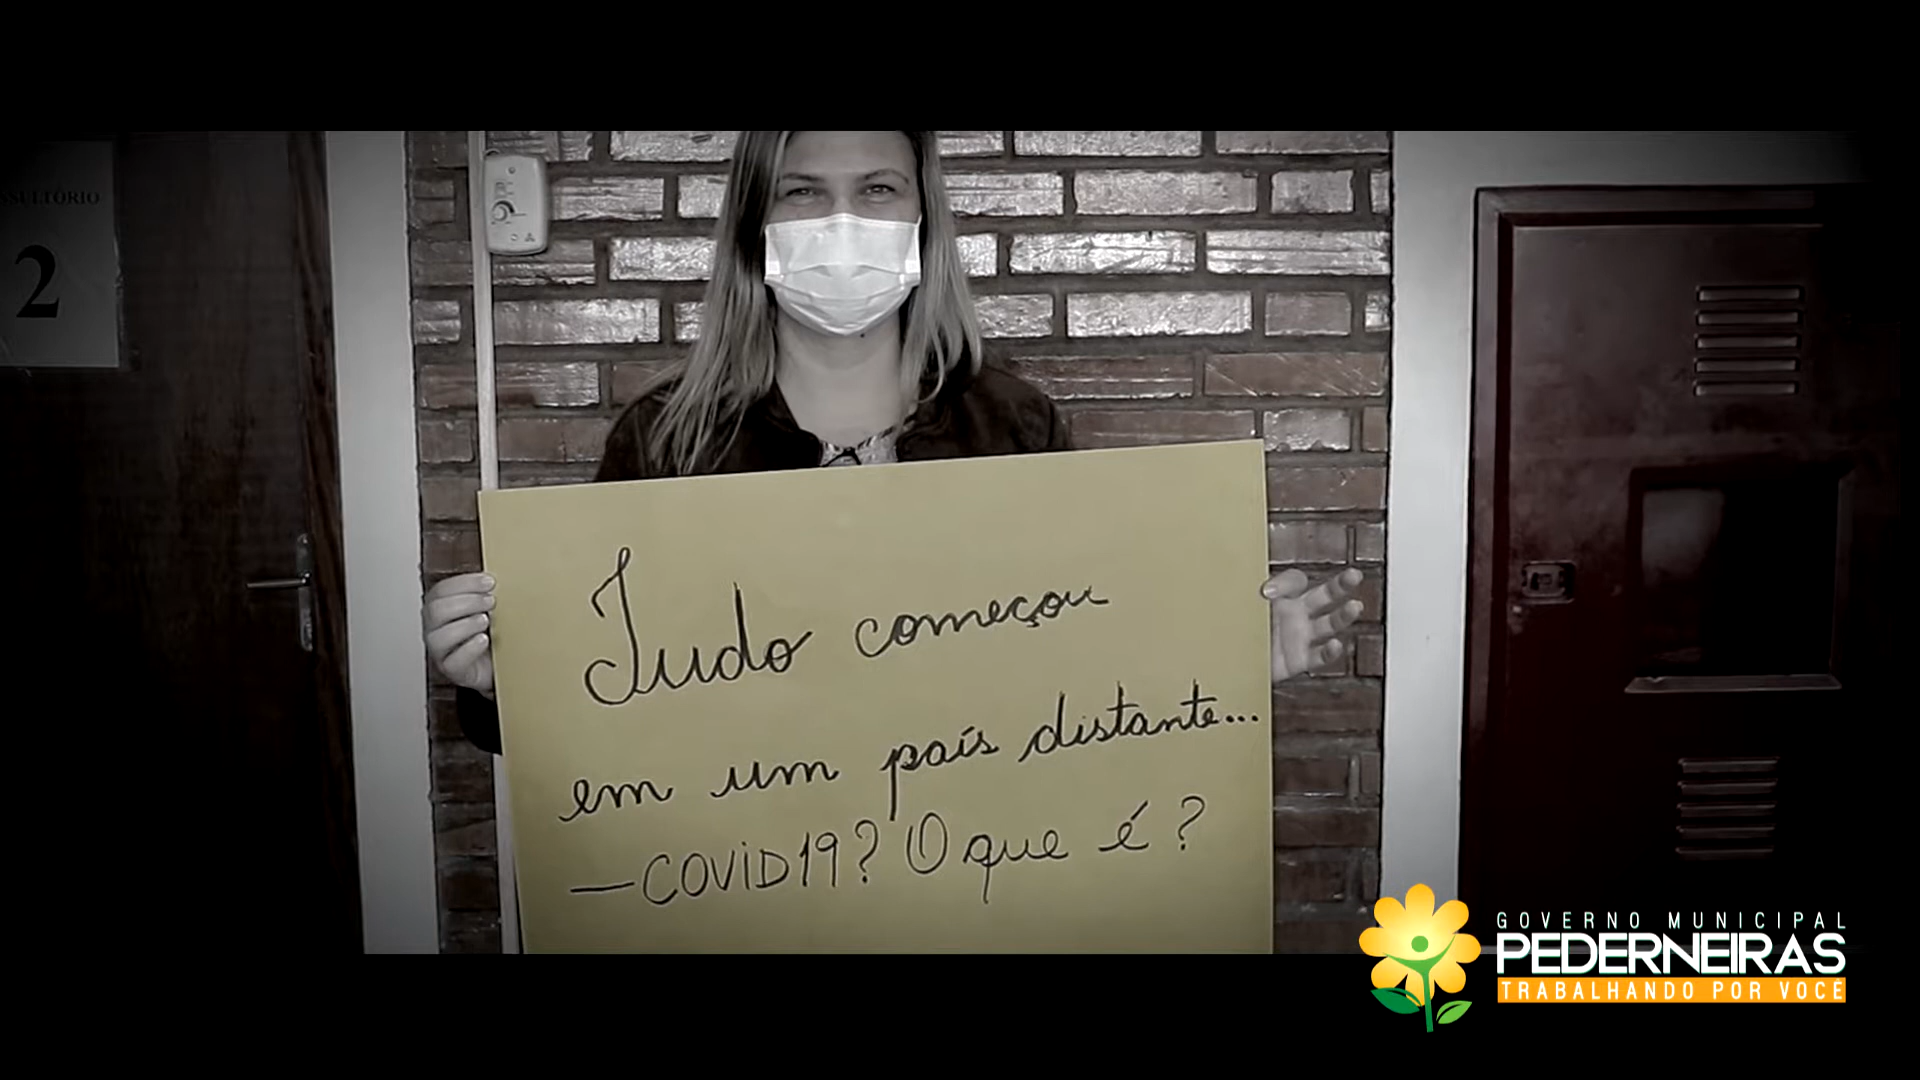 SULTÓRIO
2
Tudo começou
em um país distante...
—COVID19? O que é?
GOVERNO MUNICIPAL
PEDERNEIRAS
TRABALHANDO POR VOCÊ